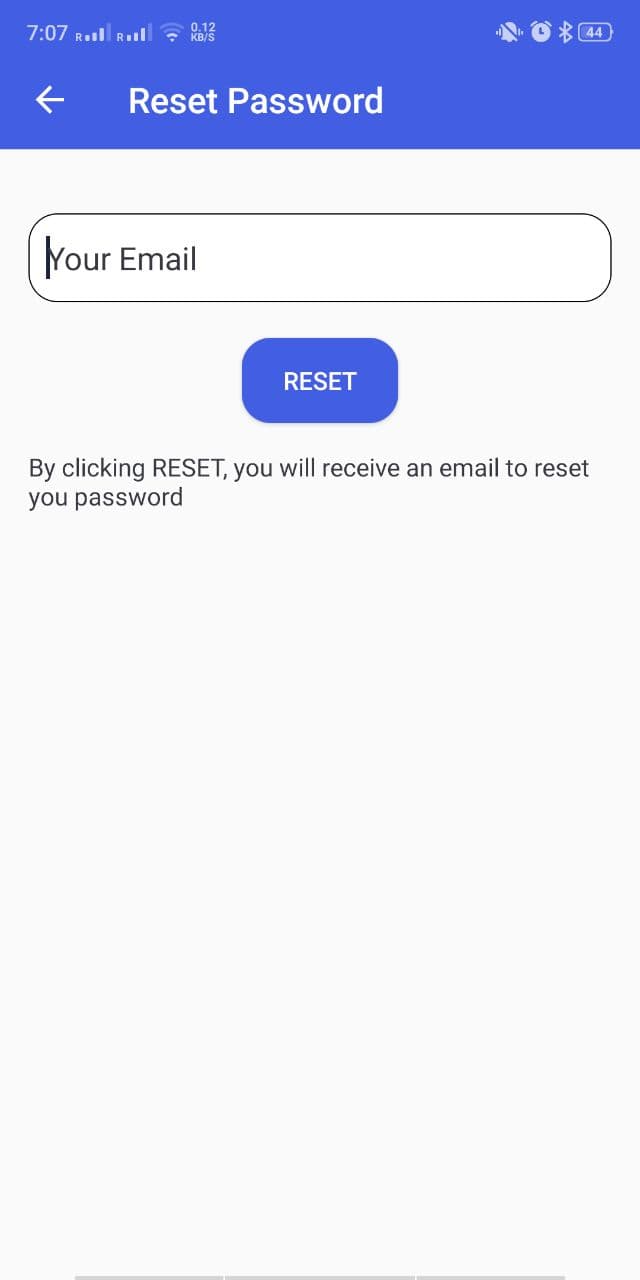 7:07 R R 0.12 KB/S 44
Reset Password
Your Email
RESET
By clicking RESET, you will receive an email to reset
you password